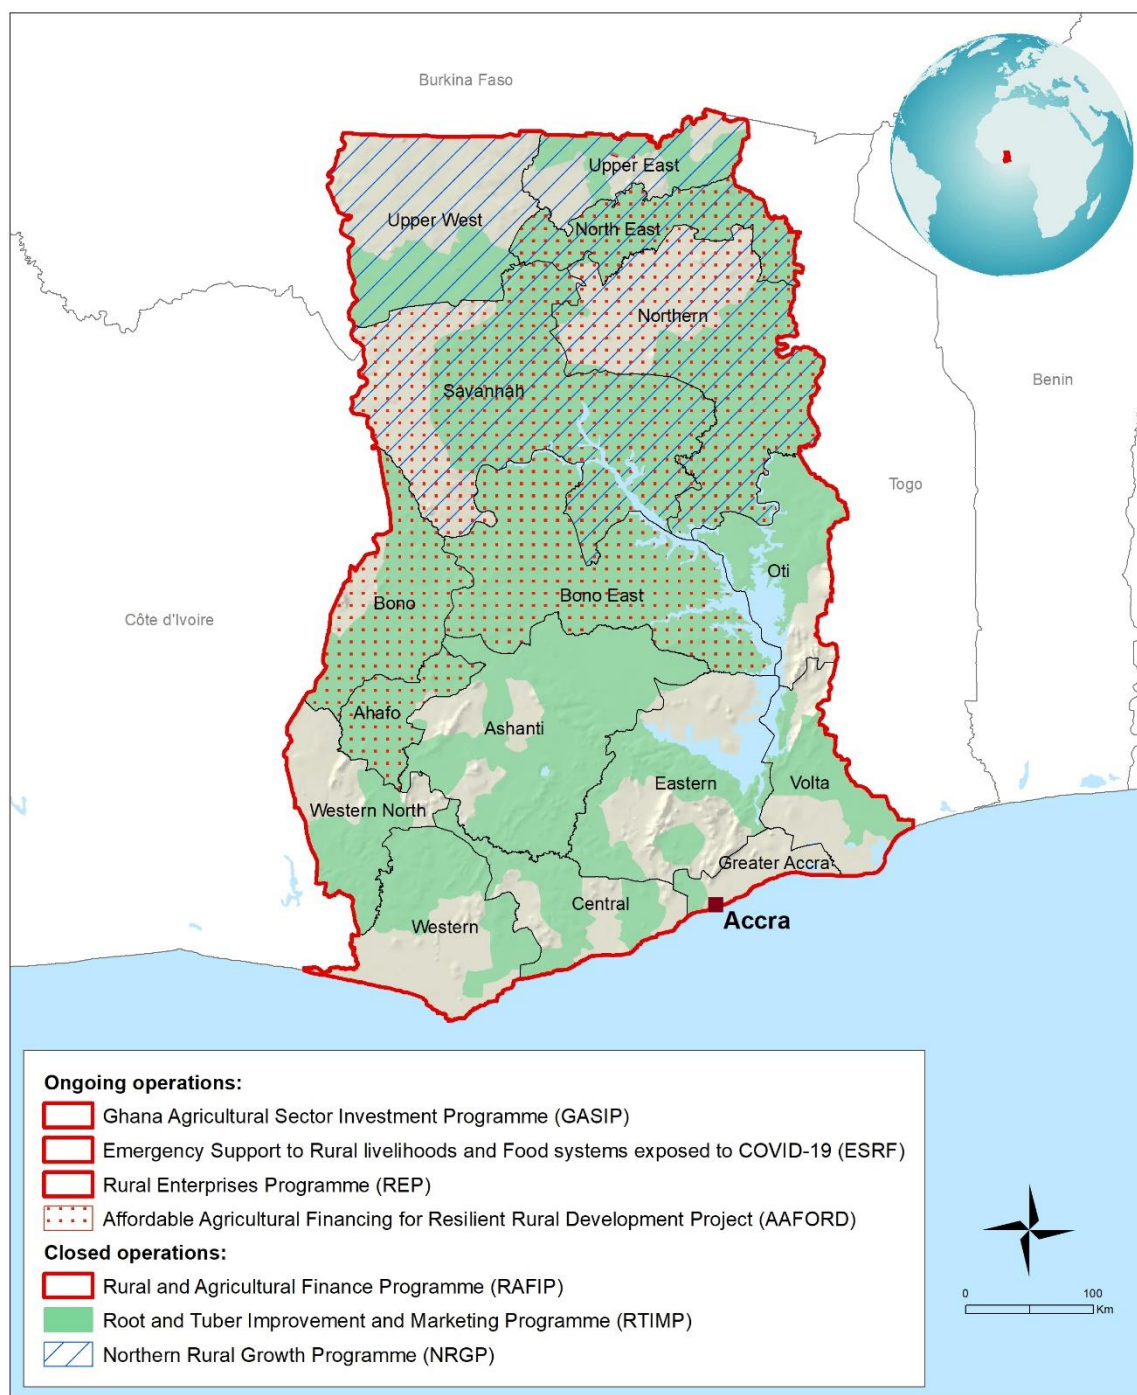 Burkina Faso
Upper East
Upper West
North East
Northern
Savannah
Benin
Togo
Oti
Bono
Bono East
Côte d'Ivoire
Ahafo
Ashanti
Eastern
Volta
Western North
Greater Accra
Central
Western
Accra
Ongoing operations:
Ghana Agricultural Sector Investment Programme (GASIP)
Emergency Support to Rural livelihoods and Food systems exposed to COVID-19 (ESRF)
Rural Enterprises Programme (REP)
Affordable Agricultural Financing for Resilient Rural Development Project (AAFORD)
Closed operations:
Rural and Agricultural Finance Programme (RAFIP)
Root and Tuber Improvement and Marketing Programme (RTIMP)
Northern Rural Growth Programme (NRGP)
0 100
Km